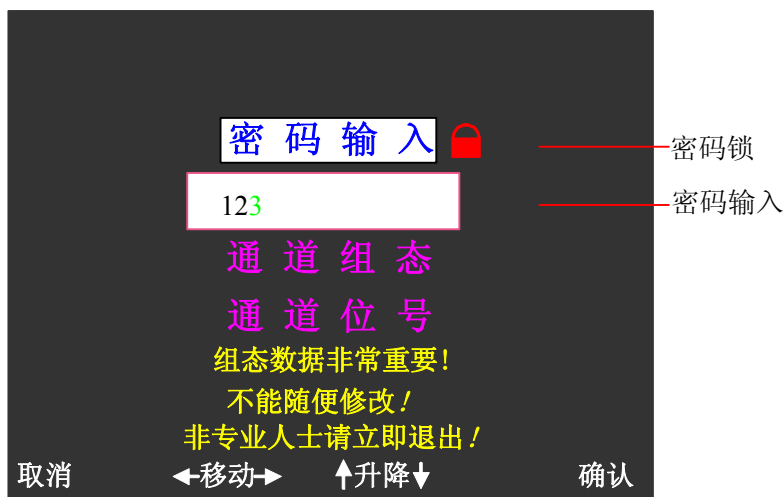 密码输入
密码锁
123
密码输入
通道组态
通道位号
组态数据非常重要!
不能随便修改!
非专业人士请立即退出!
取消 ←移动→ ↑升降↓ 确认